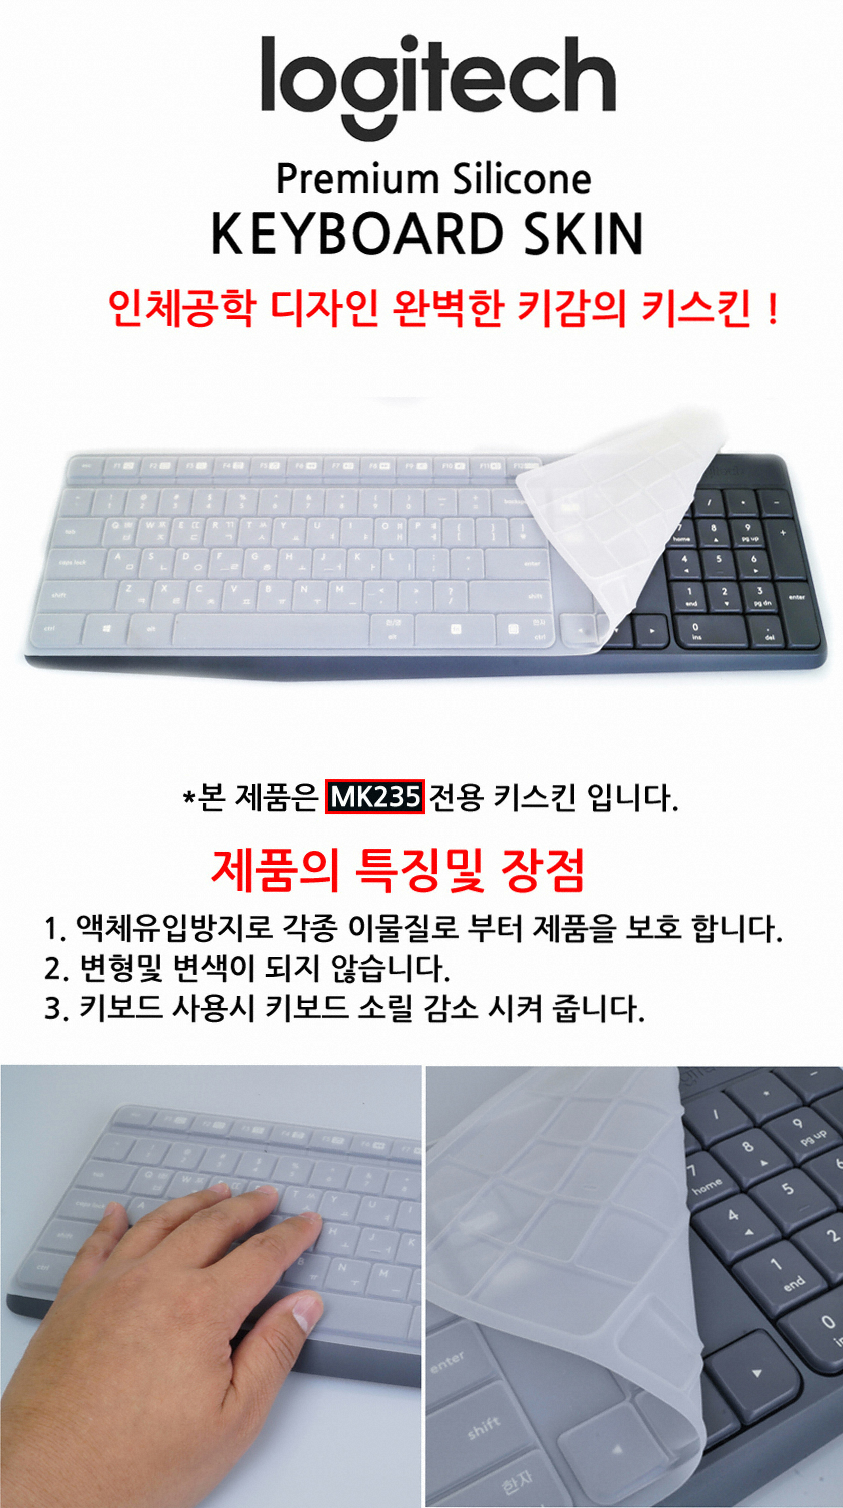 logitech
Premium Silicone
KEYBOARD SKIN
인체공학 디자인 완벽한 키감의 키스킨 !
*본 제품은 MK235 전용 키스킨 입니다.
제품의 특징및 장점
1. 액체유입방지로 각종 이물질로 부터 제품을 보호 합니다.
2. 변형및 변색이 되지 않습니다.
3. 키보드 사용시 키보드 소릴 감소 시켜 줍니다.